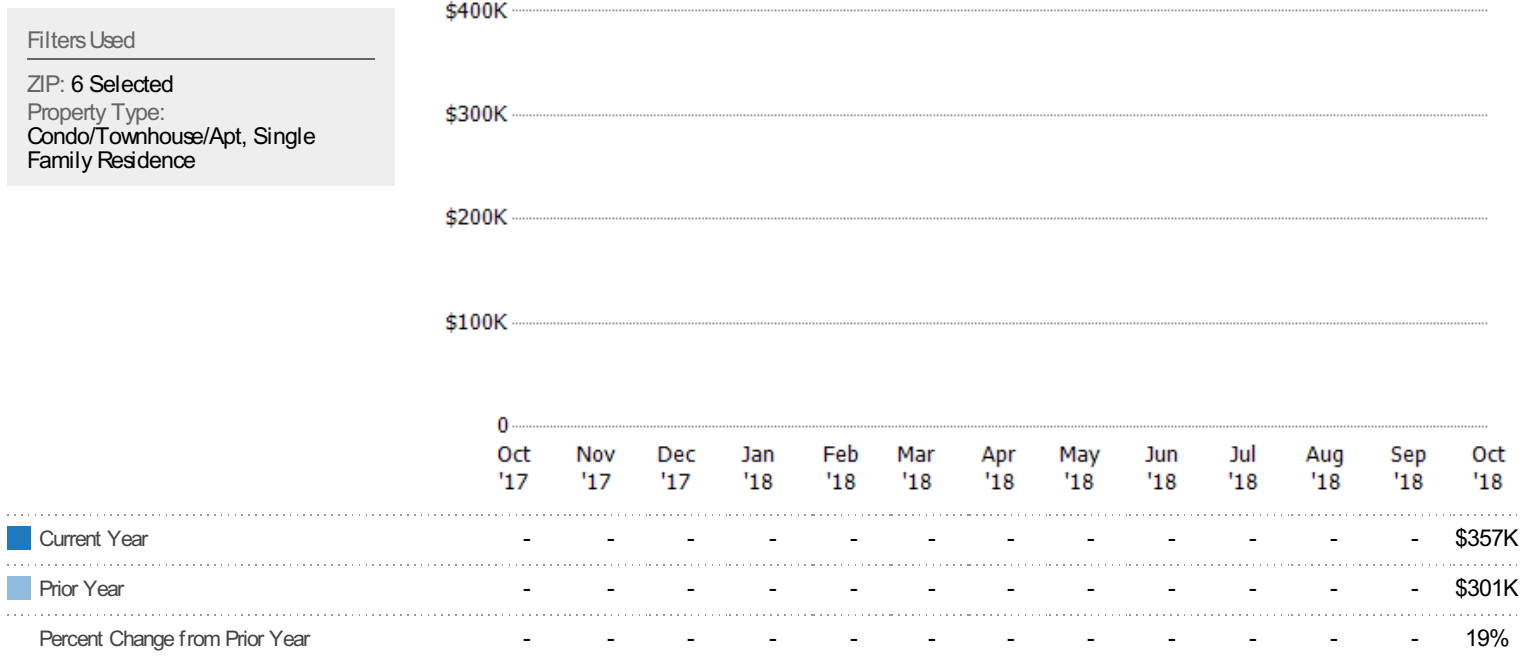 Filters Used
ZIP: 6 Selected
Property Type:
Condo/Townhouse/Apt, Single
Family Residence
$400K
$300K
$200K
$100K
0
Oct Nov Dec Jan Feb Mar Apr May Jun Jul Aug Sep Oct
'17 '17 '17 '18 '18 '18 '18 '18 '18 '18 '18 '18 '18
Current Year - - - - - - - - - - - - $357K
Prior Year - - - - - - - - - - - - $301K
Percent Change from Prior Year - - - - - - - - - - - - 19%